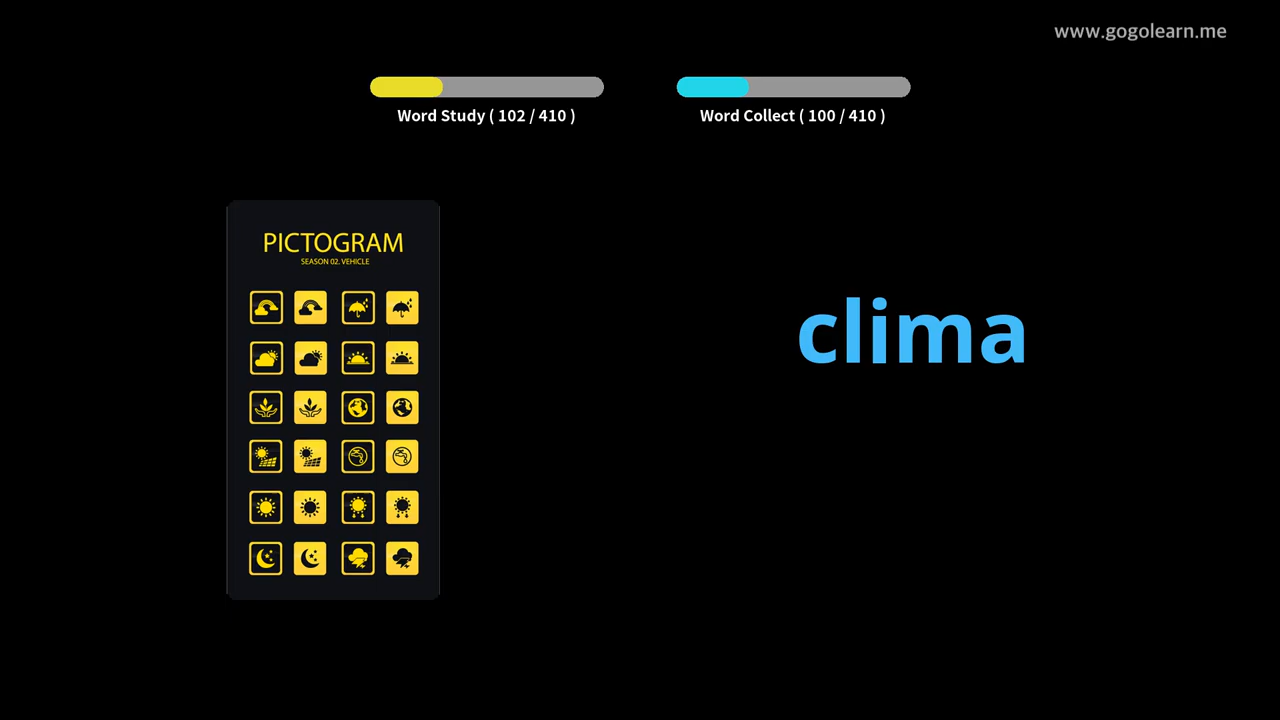 www.gogolearn.me
Word Study ( 102 / 410 )
Word Collect ( 100 / 410 )
PICTOGRAM
SEASON 02. VEHICLE
clima